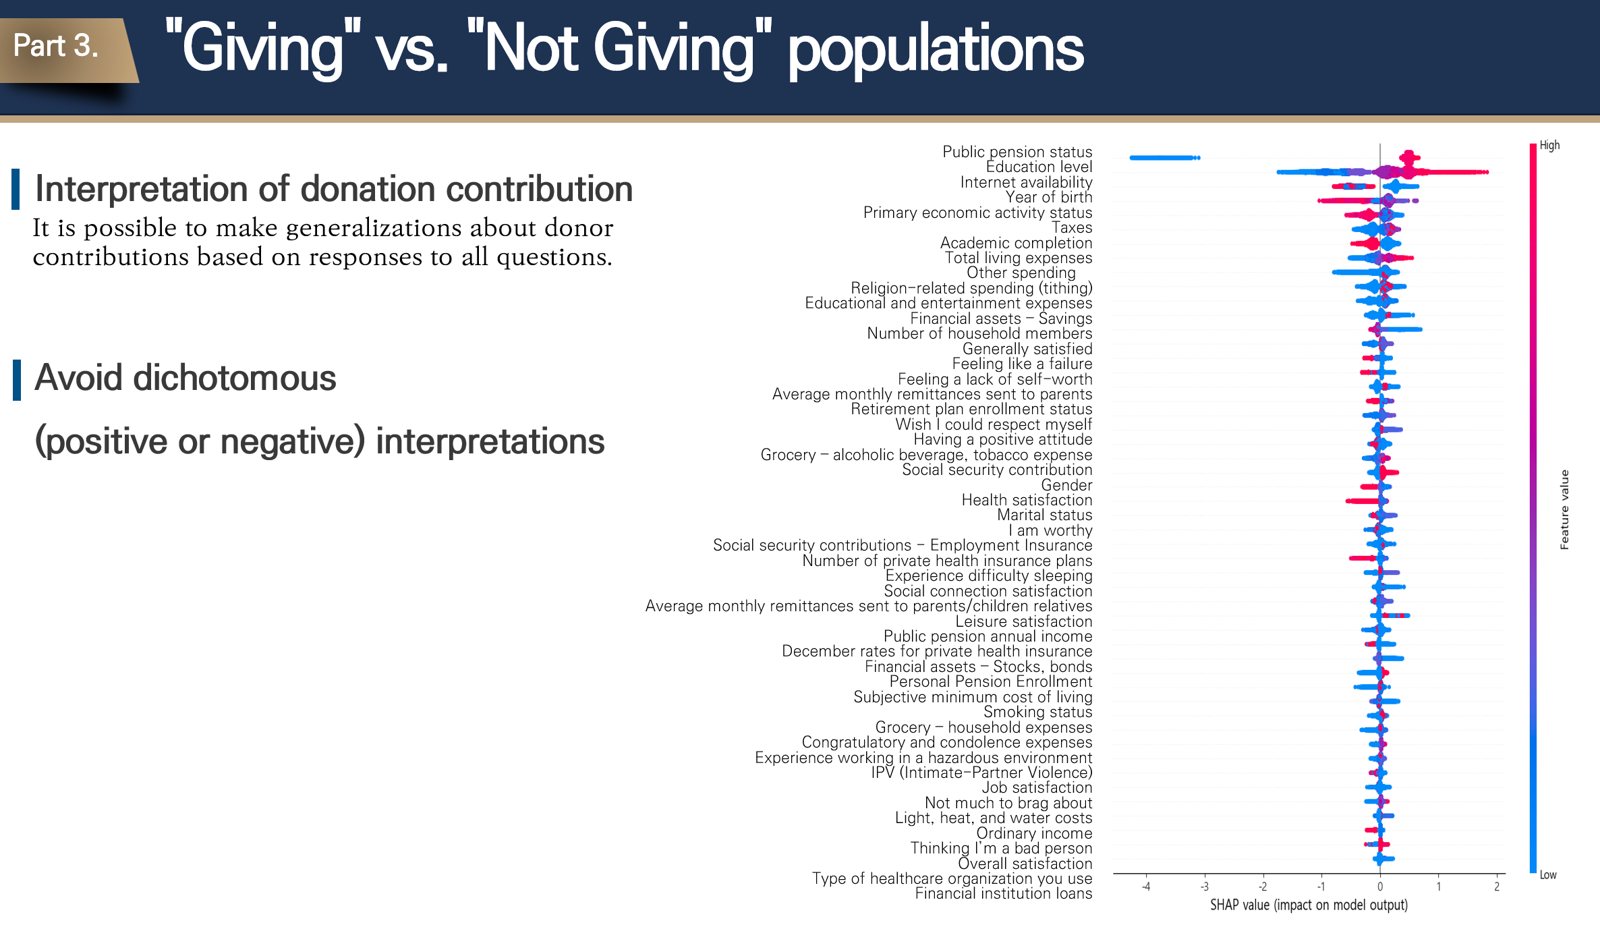 Part 3.
"Giving" vs. "Not Giving" populations
Interpretation of donation contribution
It is possible to make generalizations about donor
contributions based on responses to all questions.
Avoid dichotomous
(positive or negative) interpretations
Public pension status
Education level
Internet availability
Year of birth
Primary economic activity status
Taxes
Academic completion
Total living expenses
Other spending
Religion-related spending (tithing)
Educational and entertainment expenses
Financial assets - Savings
Number of household members
Generally satisfied
Feeling like a failure
Feeling a lack of self-worth
Average monthly remittances sent to parents
Retirement plan enrollment status
Wish I could respect myself
Having a positive attitude
Grocery - alcoholic beverage, tobacco expense
Social security contribution
Gender
Health satisfaction
Marital status
I am worthy
Social security contributions - Employment Insurance
Number of private health insurance plans
Experience difficulty sleeping
Social connection satisfaction
Average monthly remittances sent to parents/children relatives
Leisure satisfaction
Public pension annual income
December rates for private health insurance
Financial assets - Stocks, bonds
Personal Pension Enrollment
Subjective minimum cost of living
Smoking status
Grocery - household expenses
Congratulatory and condolence expenses
Experience working in a hazardous environment
IPV (Intimate-Partner Violence)
Job satisfaction
Not much to brag about
Light, heat, and water costs
Ordinary income
Thinking I'm a bad person
Overall satisfaction
Type of healthcare organization you use
Financial institution loans
-4 -3 -2 -1 0 1 2
SHAP value (impact on model output)
High
Feature value
Low